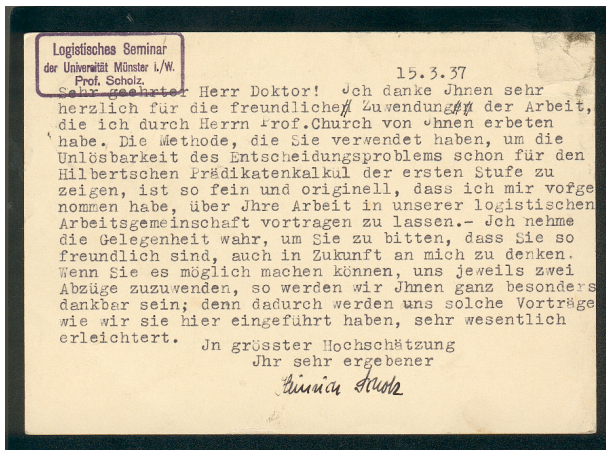 Logistisches Seminar
der Universität Münster i./W.
Prof. Scholz.
15.3.37
Sehr geehrter Herr Doktor! Jch danke Jhnen sehr
herzlich für die freundliche Zuwendung der Arbeit,
die ich durch Herrn Prof.Church von Jhnen erbeten
habe. Die Methode, die Sie verwendet haben, um die
Unlösbarkeit des Entscheidungsproblems schon für den
Hilbertschen Prädikatenkalkul der ersten Stufe zu
zeigen, ist so fein und originell, dass ich mir vorge
nommen habe, über Jhre Arbeit in unserer logistischen
Arbeitsgemeinschaft vortragen zu lassen.- Jch nehme
die Gelegenheit wahr, um Sie zu bitten, dass Sie so
freundlich sind, auch in Zukunft an mich zu denken.
Wenn Sie es möglich machen können, uns jeweils zwei
Abzüge zuzuwenden, so werden wir Jhnen ganz besonders
dankbar sein; denn dadurch werden uns solche Vorträge
wie wir sie hier eingeführt haben, sehr wesentlich
erleichtert.
Jn grösster Hochschätzung
Jhr sehr ergebener
Heinrich Scholz